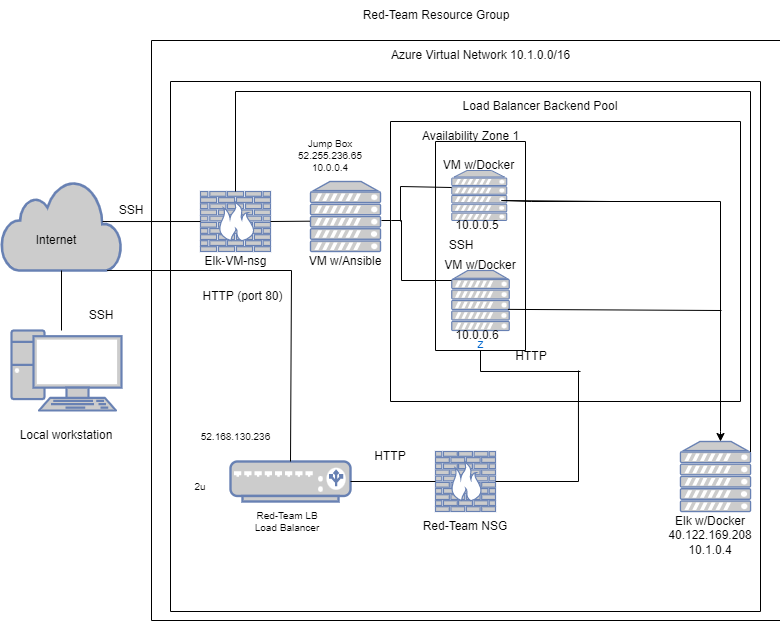 Red-Team Resource Group
Azure Virtual Network 10.1.0.0/16
Load Balancer Backend Pool
Availability Zone 1
Jump Box
52.255.236.65
10.0.0.4
VM w/Docker
SSH
10.0.0.5
Internet
SSH
Elk-VM-nsg
VM w/Ansible
VM w/Docker
HTTP (port 80)
SSH
10.0.0.6
Z
HTTP
Local workstation
52.168.130.236
HTTP
2u
Red-Team LB
Load Balancer
Red-Team NSG
Elk w/Docker
40.122.169.208
10.1.0.4